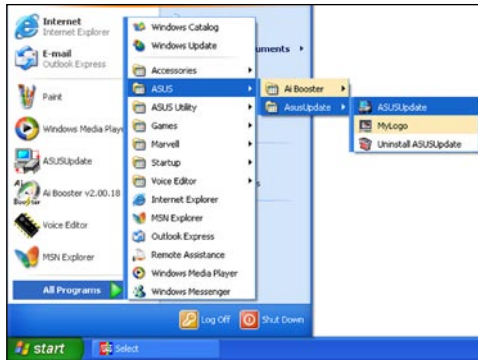 Internet
Internet Explorer
E-mail
Outlook Express
Paint
Windows Media Play
ASUSUpdate
Ai Booster v2.00.18
Voice Editor
MSN Explorer
All Programs
Windows Catalog
Windows Update
Accessories
ASUS
ASUS Utility
Games
Marvell
Startup
Voice Editor
Internet Explorer
MSN Explorer
Outlook Express
Remote Assistance
Windows Media Player
Windows Messenger
uments
s
Ai Booster
AsusUpdate
ASUSUpdate
MyLogo
Uninstall ASUSUpdate
Log Off
Shut Down
start
Select